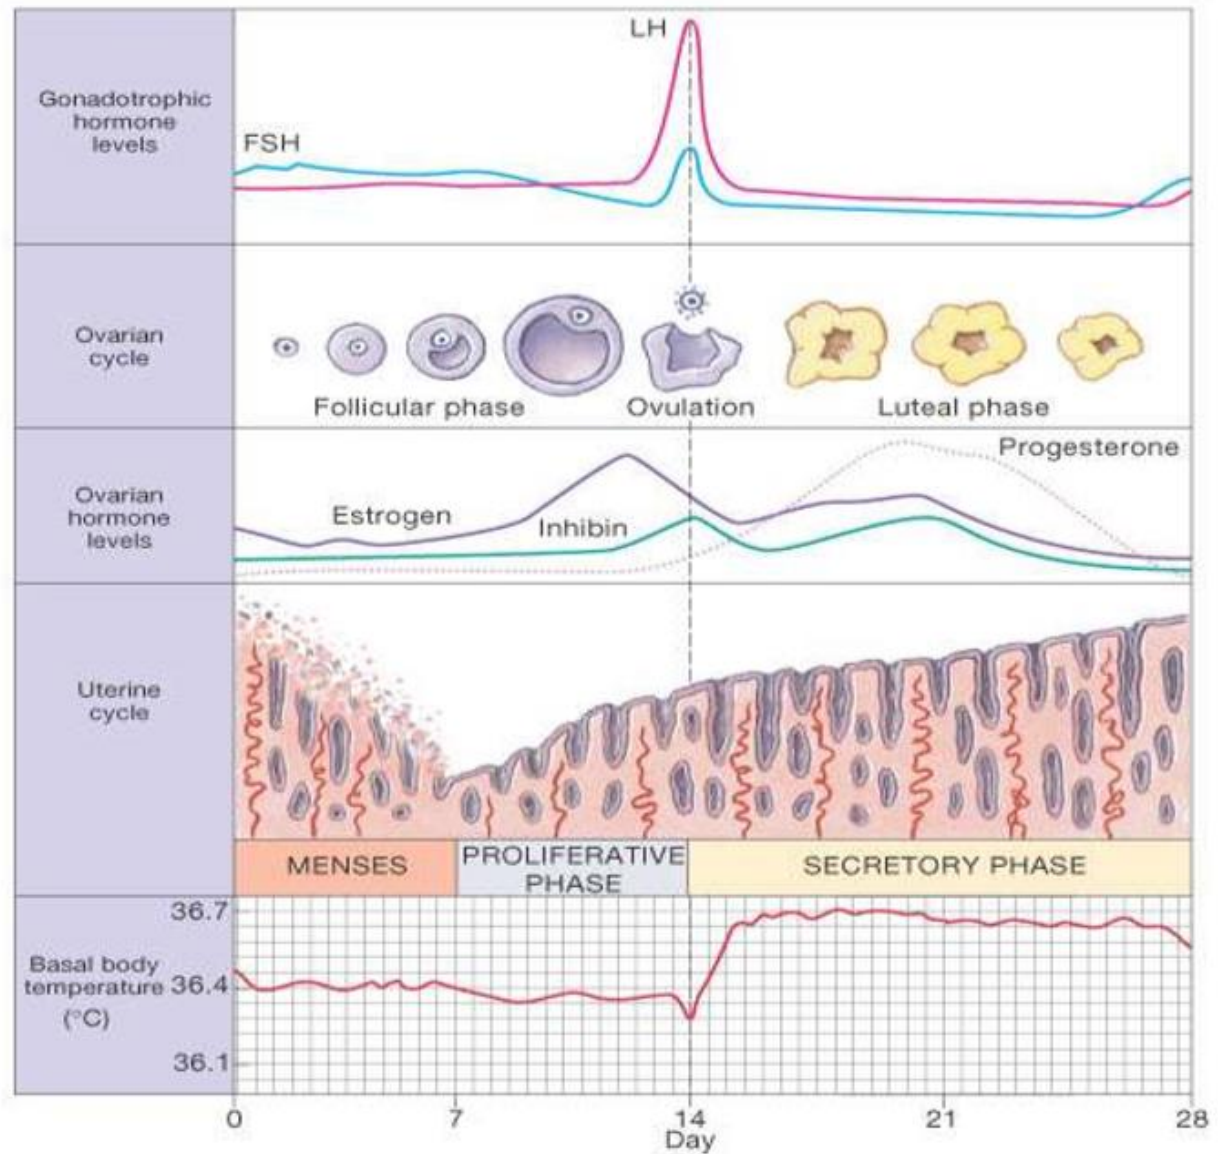 Gonadotrophic
hormone
levels
LH
FSH
Ovarian
cycle
Follicular phase
Ovulation
Luteal phase
Ovarian
hormone
levels
Estrogen
Inhibin
Progesterone
Uterine
cycle
MENSES
PROLIFERATIVE
PHASE
SECRETORY PHASE
Basal body
temperature
(°C)
36.7
36.4
36.1
0
7
14
21
28
Day